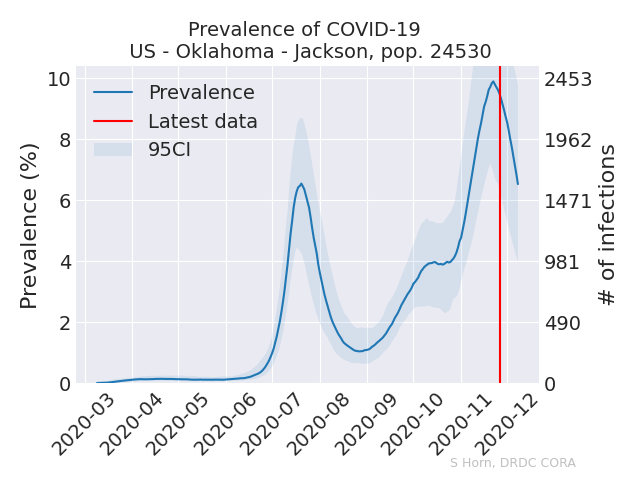 Prevalence of COVID-19
US - Oklahoma - Jackson, pop. 24530
Prevalence
Latest data
95CI
Prevalence (%)
10
8
6
4
2
0
2453
1962
1471
981
490
0
# of infections
2020-03
2020-04
2020-05
2020-06
2020-07
2020-08
2020-09
2020-10
2020-11
2020-12
S Horn, DRDC CORA